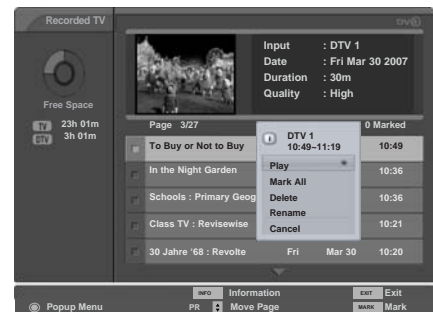 Recorded TV
DVR
Free Space
TV 23h 01m
DTV 3h 01m
Input : DTV 1
Date : Fri Mar 30 2007
Duration : 30m
Quality : High
Page 3/27 0 Marked
To Buy or Not to Buy 10:49
In the Night Garden 10:36
Schools : Primary Geog 10:36
Class TV : Revisewise 10:21
30 Jahre '68 : Revolte Fri Mar 30 10:20
i DTV 1
10:49~11:19
Play
Mark All
Delete
Rename
Cancel
INFO Information EXIT Exit
Popup Menu PR Move Page MARK Mark